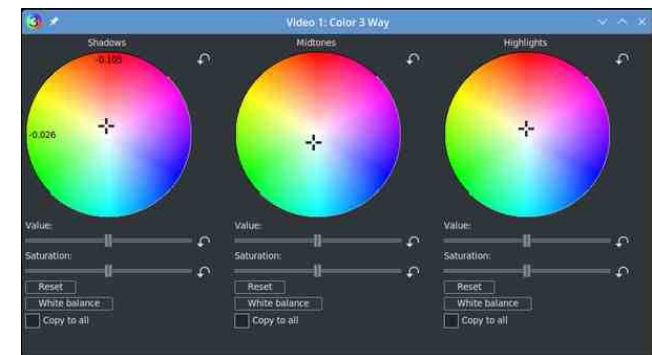 Video 1: Color 3 Way
Shadows Midtones Highlights
-0.105
-0.026
Value: Value: Value:
Saturation: Saturation: Saturation:
Reset Reset Reset
White balance White balance White balance
Copy to all Copy to all Copy to all